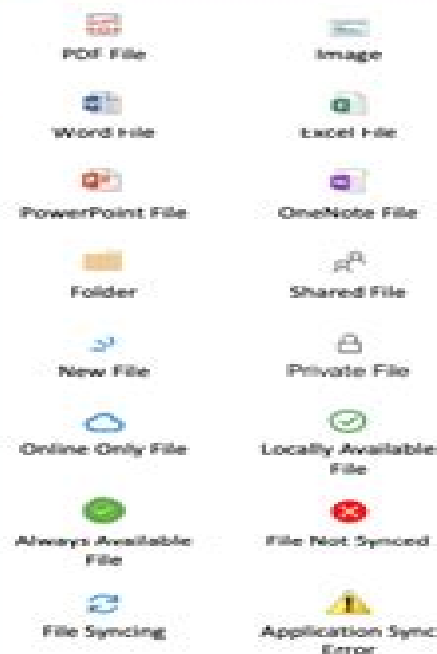 PDF File
Image
Word File
Excel File
PowerPoint File
OneNote File
Folder
Shared File
New File
Private File
Online Only File
Locally Available
File
Always Available
File
File Not Synced
File Syncing
Application Sync
Error